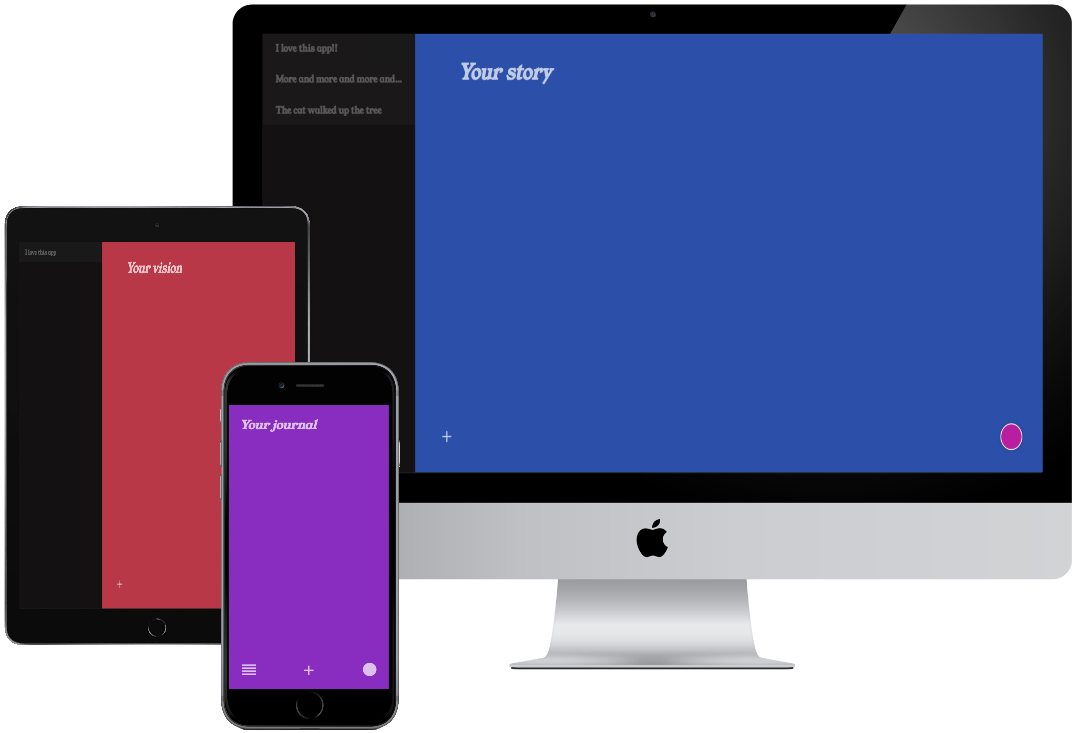 I love this app!!
More and more and more and...
The cat walked up the tree
Your story
I love this app
Your vision
Your journal